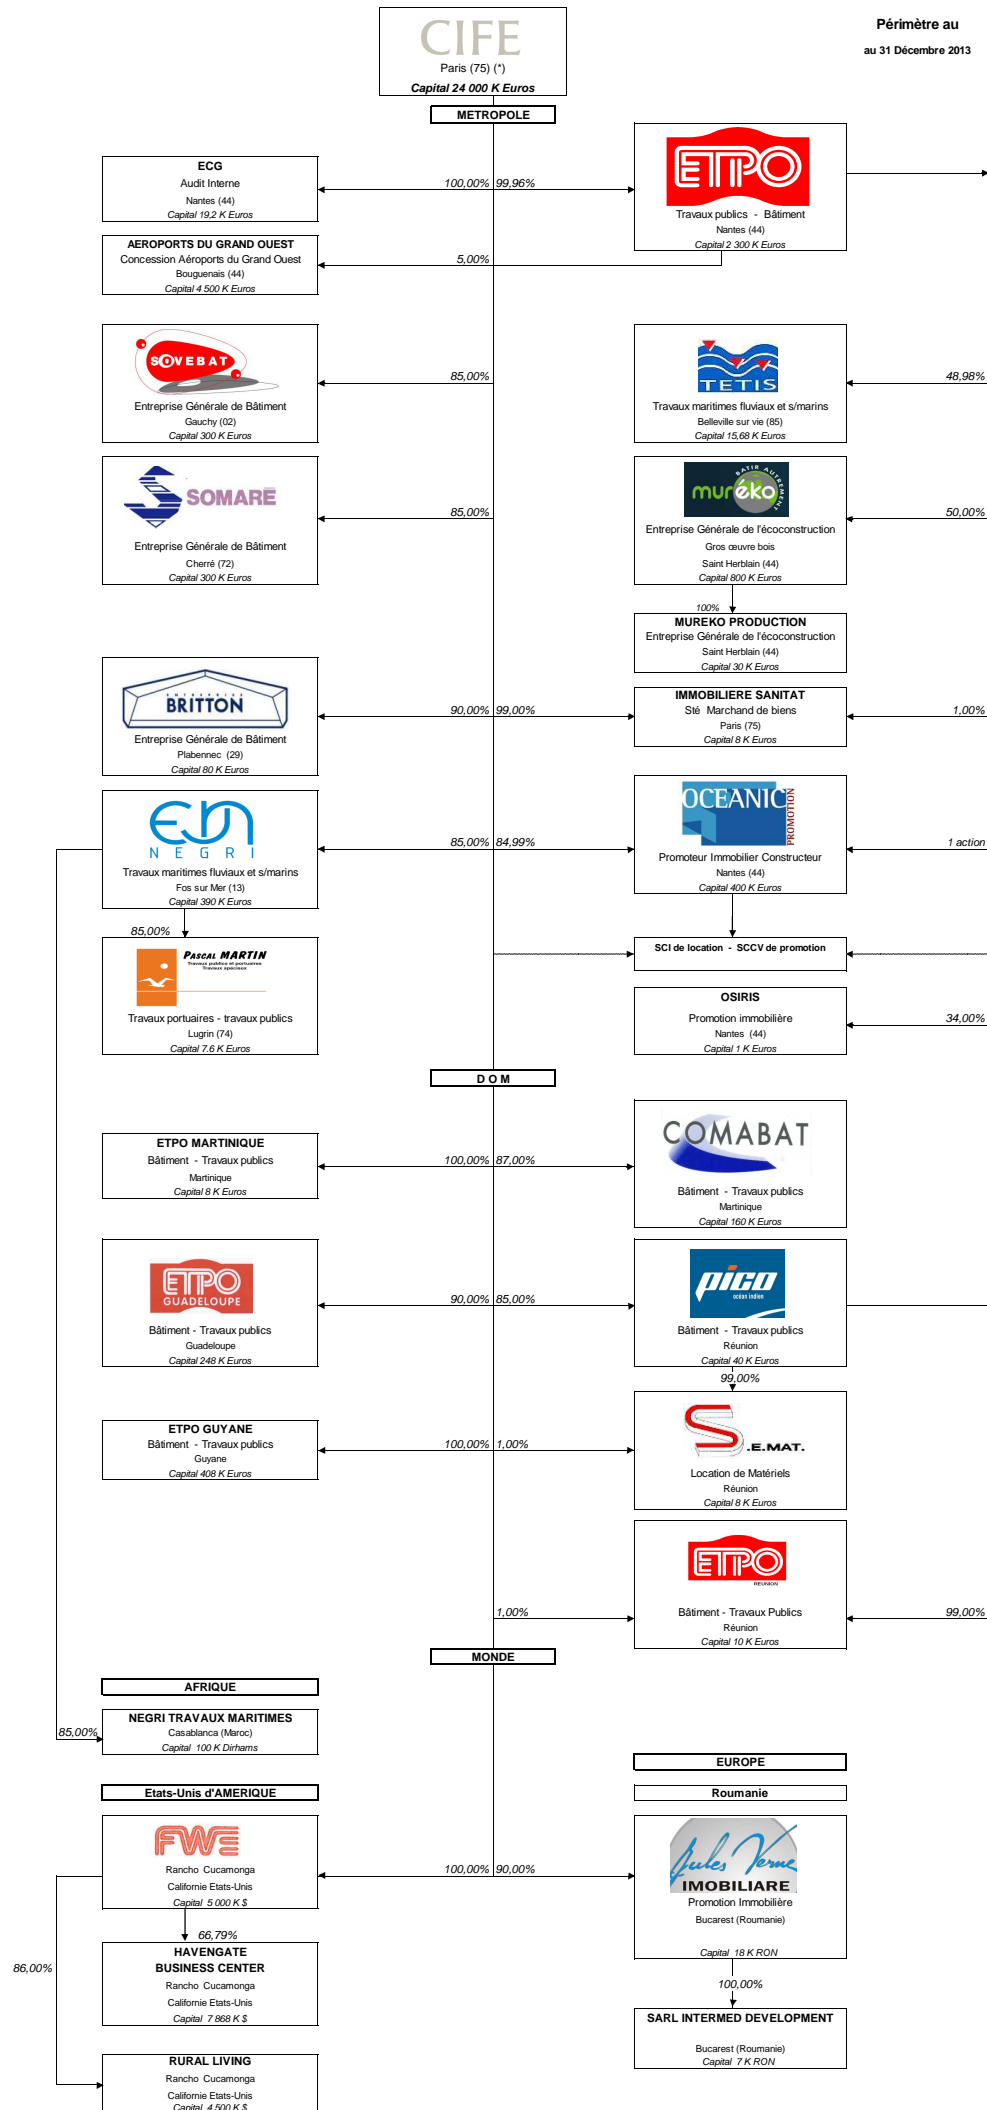 CIFE
Paris (75) (*)
Capital 24 000 K Euros
Périmètre au
au 31 Décembre 2013
METROPOLE
ECG
Audit Interne
Nantes (44)
Capital 19,2 K Euros
100,00% 99,96%
ETPO
Travaux publics - Bâtiment
Nantes (44)
Capital 2 300 K Euros
AEROPORTS DU GRAND OUEST
Concession Aéroports du Grand Ouest
Bouguenais (44)
Capital 4 500 K Euros
5,00%
SOVEBAT
Entreprise Générale de Bâtiment
Gauchy (02)
Capital 300 K Euros
85,00%
TETIS
Travaux maritimes fluviaux et s/marins
Belleville sur vie (85)
Capital 15,68 K Euros
48,98%
SOMARÉ
Entreprise Générale de Bâtiment
Cherré (72)
Capital 300 K Euros
85,00%
BATIR AUTREMENT
muréko
Entreprise Générale de l'écoconstruction
Gros œuvre bois
Saint Herblain (44)
Capital 800 K Euros
50,00%
100%
MUREKO PRODUCTION
Entreprise Générale de l'écoconstruction
Saint Herblain (44)
Capital 30 K Euros
ENTREPRISE
BRITTON
Entreprise Générale de Bâtiment
Plabennec (29)
Capital 80 K Euros
90,00% 99,00%
IMMOBILIERE SANITAT
Sté Marchand de biens
Paris (75)
Capital 8 K Euros
1,00%
EM
NEGRI
Travaux maritimes fluviaux et s/marins
Fos sur Mer (13)
Capital 390 K Euros
85,00% 84,99%
OCEANIC
PROMOTION
Promoteur Immobilier Constructeur
Nantes (44)
Capital 400 K Euros
1 action
85,00%
PASCAL MARTIN
Travaux publics et portuaires
Travaux spéciaux
Travaux portuaires - travaux publics
Lugrin (74)
Capital 7.6 K Euros
SCI de location - SCCV de promotion
OSIRIS
Promotion immobilière
Nantes (44)
Capital 1 K Euros
34,00%
D O M
ETPO MARTINIQUE
Bâtiment - Travaux publics
Martinique
Capital 8 K Euros
100,00% 87,00%
COMABAT
Bâtiment - Travaux publics
Martinique
Capital 160 K Euros
ETPO
GUADELOUPE
Bâtiment - Travaux publics
Guadeloupe
Capital 248 K Euros
90,00% 85,00%
pico
océan indien
Bâtiment - Travaux publics
Réunion
Capital 40 K Euros
99,00%
ETPO GUYANE
Bâtiment - Travaux publics
Guyane
Capital 408 K Euros
100,00% 1,00%
S.E.MAT.
Location de Matériels
Réunion
Capital 8 K Euros
ETPO
REUNION
Bâtiment - Travaux Publics
Réunion
Capital 10 K Euros
1,00%
99,00%
MONDE
AFRIQUE
NEGRI TRAVAUX MARITIMES
Casablanca (Maroc)
Capital 100 K Dirhams
85,00%
EUROPE
Etats-Unis d'AMERIQUE
Roumanie
FWE
Rancho Cucamonga
Californie Etats-Unis
Capital 5 000 K $
100,00% 90,00%
Jules Verne
IMOBILIARE
Promotion Immobilière
Bucarest (Roumanie)
Capital 18 K RON
66,79%
HAVENGATE
BUSINESS CENTER
Rancho Cucamonga
Californie Etats-Unis
Capital 7 868 K $
86,00%
100,00%
SARL INTERMED DEVELOPMENT
Bucarest (Roumanie)
Capital 7 K RON
RURAL LIVING
Rancho Cucamonga
Californie Etats-Unis
Capital 4 500 K $